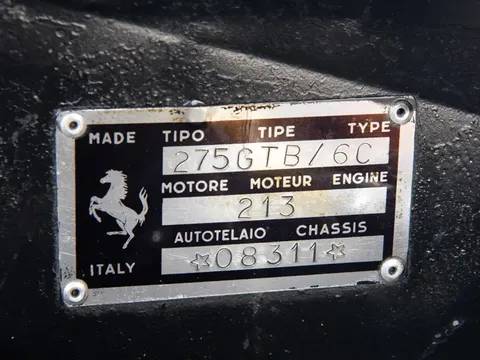 MADE TIPO TIPE TYPE
275GTB/6C
MOTORE MOTEUR ENGINE
213
AUTOTELAIO CHASSIS
ITALY ☆08311☆